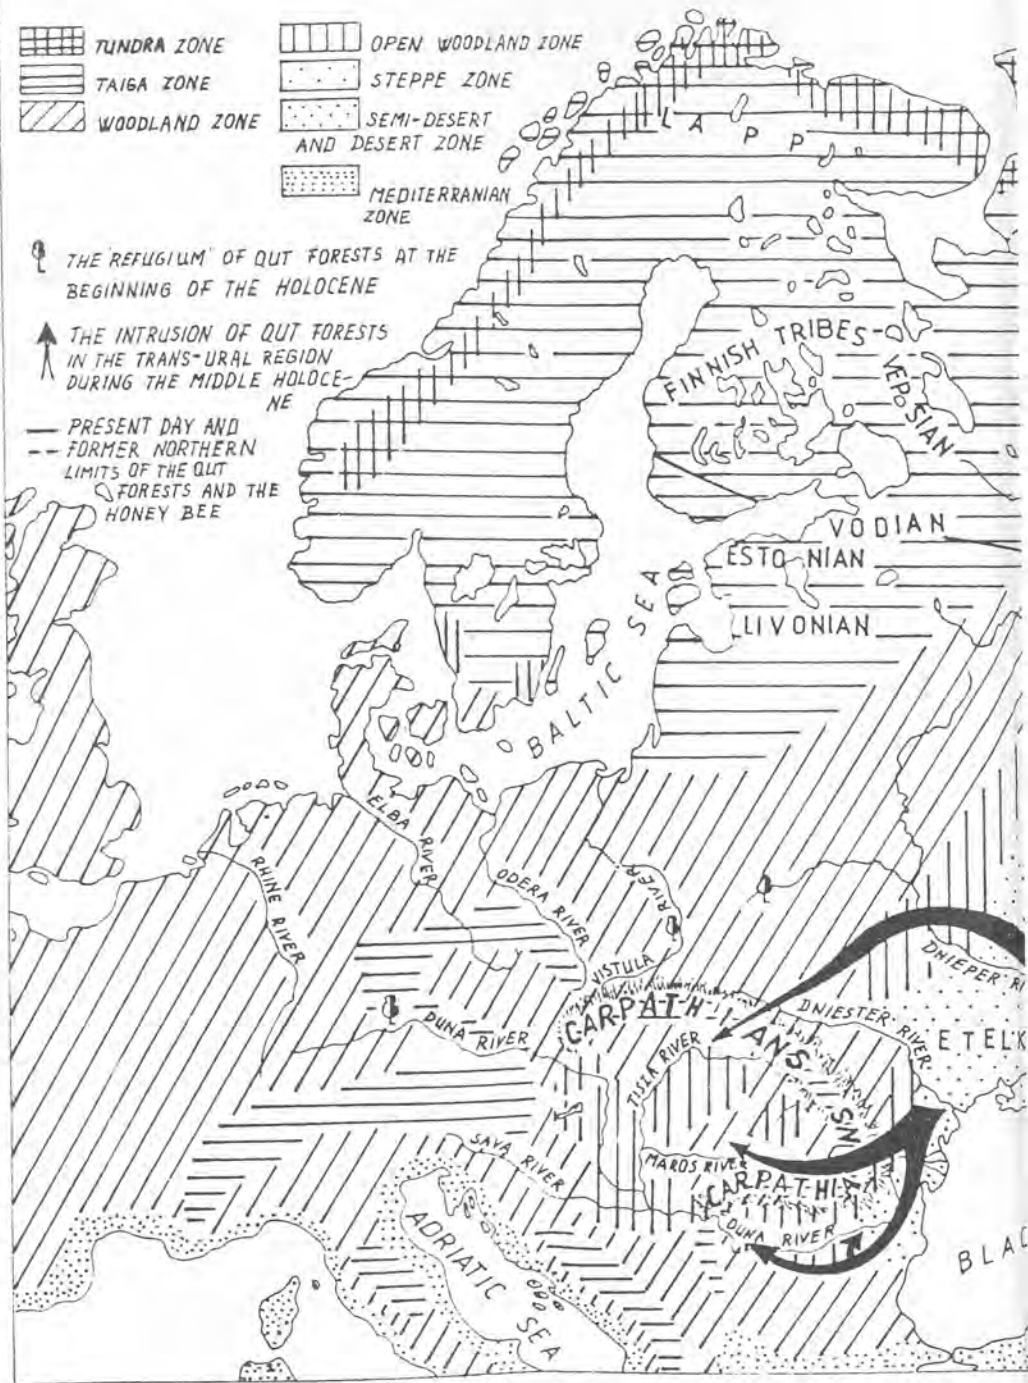 TUNDRA ZONE
TAIGA ZONE
WOODLAND ZONE
OPEN WOODLAND ZONE
STEPPE ZONE
SEMI-DESERT
AND DESERT ZONE
MEDITERRANIAN
ZONE
THE 'REFUGIUM' OF QUT FORESTS AT THE
BEGINNING OF THE HOLOCENE
THE INTRUSION OF QUT FORESTS
IN THE TRANS-URAL REGION
DURING THE MIDDLE HOLOCE-
NE
PRESENT DAY AND
FORMER NORTHERN
LIMITS OF THE QUT
FORESTS AND THE
HONEY BEE
LAPP
FINNISH TRIBES
VEPSIAN
VODIAN
ESTONIAN
LIVONIAN
BALTIC SEA
ELBA RIVER
RHINE RIVER
ODERA RIVER
VISTULA RIVER
DNIEPER RI
CARPATHIANS
DNIESTER RIVER
DUNA RIVER
ETELK
TISZA RIVER
SAVA RIVER
MAROS RIVER
CARPATHIANS
DUNA RIVER
ADRIATIC SEA
BLAC